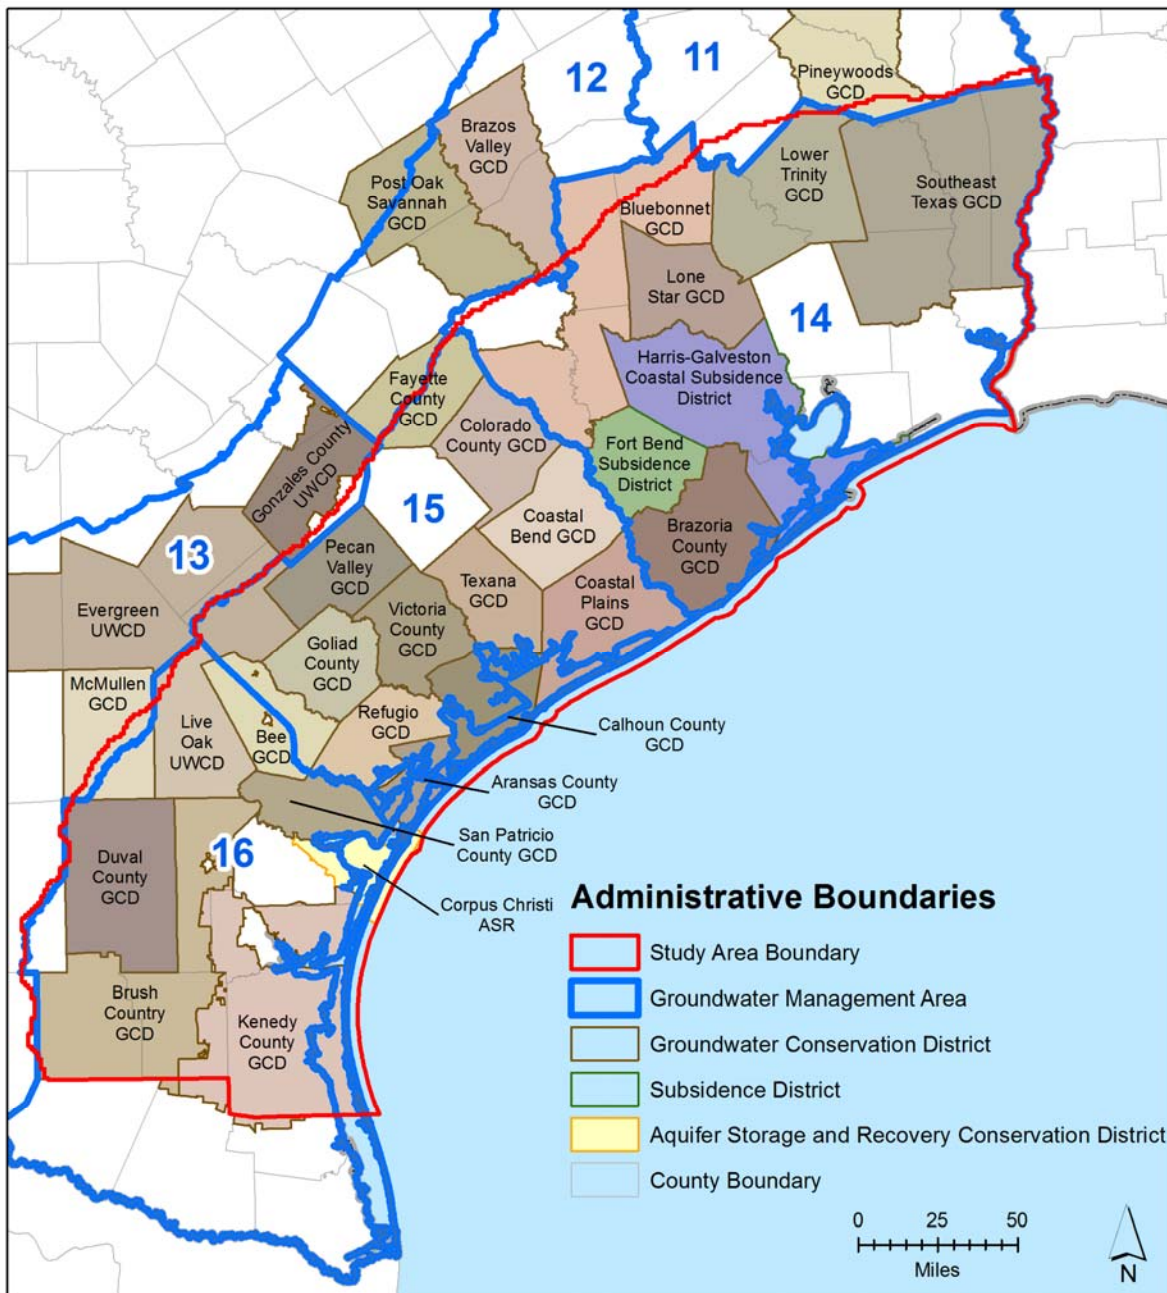 12
11
Pineywoods
GCD
Brazos
Valley
GCD
Post Oak
Savannah
GCD
Lower
Trinity
GCD
Southeast
Texas GCD
Bluebonnet
GCD
Lone
Star GCD
14
Harris-Galveston
Coastal Subsidence
District
Fayette
County
GCD
Colorado
County GCD
Fort Bend
Subsidence
District
Gonzales County
UWCD
15
Coastal
Bend GCD
Brazoria
County
GCD
13
Pecan
Valley
GCD
Texana
GCD
Coastal
Plains
GCD
Evergreen
UWCD
Victoria
County
GCD
Goliad
County
GCD
McMullen
GCD
Live
Oak
UWCD
Bee
GCD
Refugio
GCD
Calhoun County
GCD
Aransas County
GCD
San Patricio
County GCD
16
Duval
County
GCD
Corpus Christi
ASR
Brush
Country
GCD
Kenedy
County
GCD
Administrative Boundaries
Study Area Boundary
Groundwater Management Area
Groundwater Conservation District
Subsidence District
Aquifer Storage and Recovery Conservation District
County Boundary
0 25 50
Miles
N